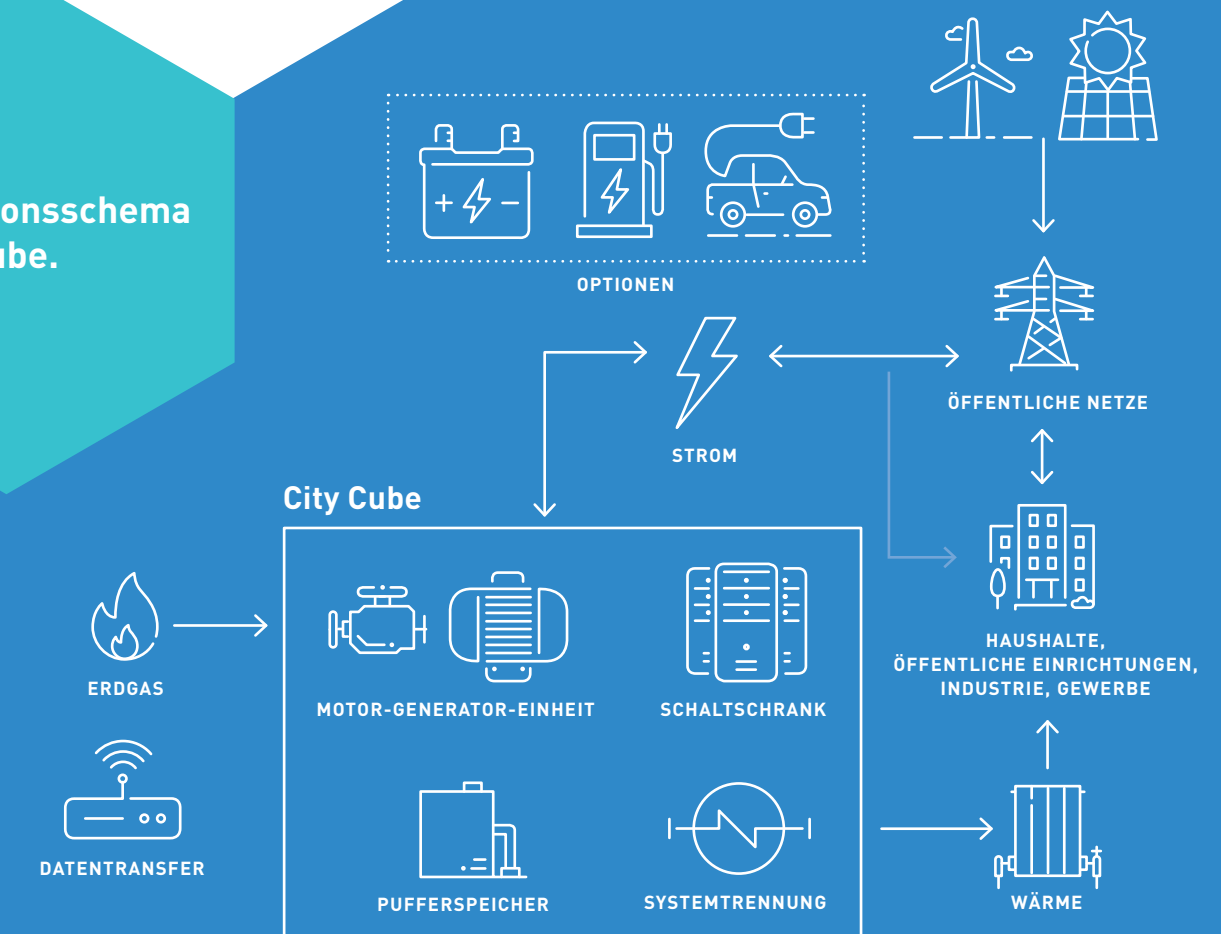 onsschema
ube.
OPTIONEN
STROM
ÖFFENTLICHE NETZE
City Cube
HAUSHALTE,
ÖFFENTLICHE EINRICHTUNGEN,
INDUSTRIE, GEWERBE
ERDGAS
MOTOR-GENERATOR-EINHEIT
SCHALTSCHRANK
DATENTRANSFER
PUFFERSPEICHER
SYSTEMTRENNUNG
WÄRME